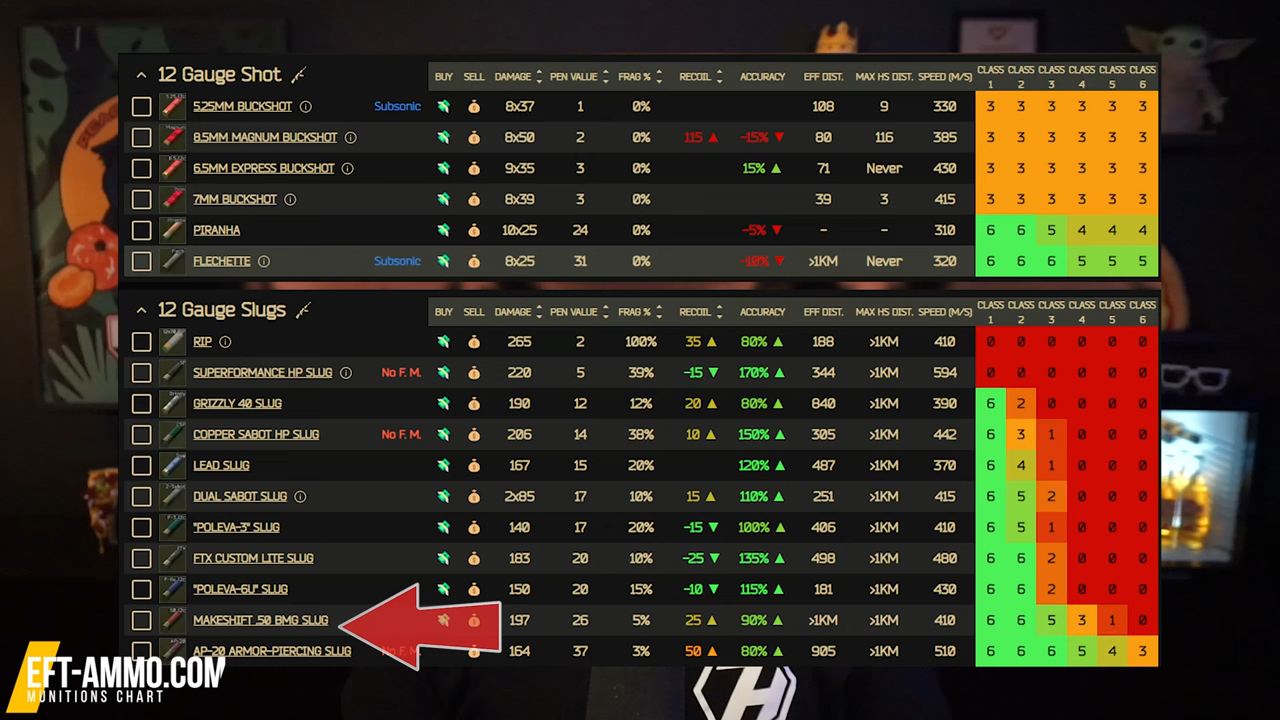 12 Gauge Shot BUY SELL DAMAGE PEN VALUE FRAG % RECOIL ACCURACY EFF DIST. MAX HS DIST. SPEED (M/S) CLASS 1 CLASS 2 CLASS 3 CLASS 4 CLASS 5 CLASS 6
5.25MM BUCKSHOT Subsonic 8x37 1 0% 108 9 330 3 3 3 3 3 3
8.5MM MAGNUM BUCKSHOT 8x50 2 0% 115 -15% 80 116 385 3 3 3 3 3 3
6.5MM EXPRESS BUCKSHOT 9x35 3 0% 15% 71 Never 430 3 3 3 3 3 3
7MM BUCKSHOT 8x39 3 0% 39 3 415 3 3 3 3 3 3
PIRANHA 10x25 24 0% -5% - - 310 6 6 5 4 4 4
FLECHETTE Subsonic 8x25 31 0% -10% >1KM Never 320 6 6 6 5 5 5
12 Gauge Slugs BUY SELL DAMAGE PEN VALUE FRAG % RECOIL ACCURACY EFF DIST. MAX HS DIST. SPEED (M/S) CLASS 1 CLASS 2 CLASS 3 CLASS 4 CLASS 5 CLASS 6
RIP 265 2 100% 35 80% 188 >1KM 410 0 0 0 0 0 0
SUPERFORMANCE HP SLUG No F. M. 220 5 39% -15 170% 344 >1KM 594 0 0 0 0 0 0
GRIZZLY 40 SLUG 190 12 12% 20 80% 840 >1KM 390 6 2 0 0 0 0
COPPER SABOT HP SLUG No F. M. 206 14 38% 10 150% 305 >1KM 442 6 3 1 0 0 0
LEAD SLUG 167 15 20% 120% 487 >1KM 370 6 4 1 0 0 0
DUAL SABOT SLUG 2x85 17 10% 15 110% 251 >1KM 415 6 5 2 0 0 0
"POLEVA-3" SLUG 140 17 20% -15 100% 406 >1KM 410 6 5 1 0 0 0
FTX CUSTOM LITE SLUG 183 20 10% -25 135% 498 >1KM 480 6 6 2 0 0 0
"POLEVA-6U" SLUG 150 20 15% -10 115% 181 >1KM 430 6 6 2 0 0 0
MAKESHIFT .50 BMG SLUG 197 26 5% 25 90% >1KM >1KM 410 6 6 5 3 1 0
AP-20 ARMOR-PIERCING SLUG 164 37 3% 50 80% 905 >1KM 510 6 6 6 5 4 3
EFT-AMMO.COM
MUNITIONS CHART